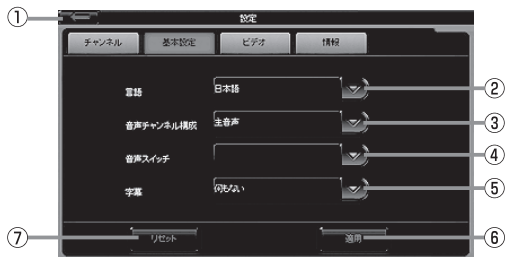 ① 設定
チャンネル 基本設定 ビデオ 情報
言語 日本語 ②
音声チャンネル構成 主音声 ③
音声スイッチ ④
字幕 何もない ⑤
⑦ リセット 適用 ⑥